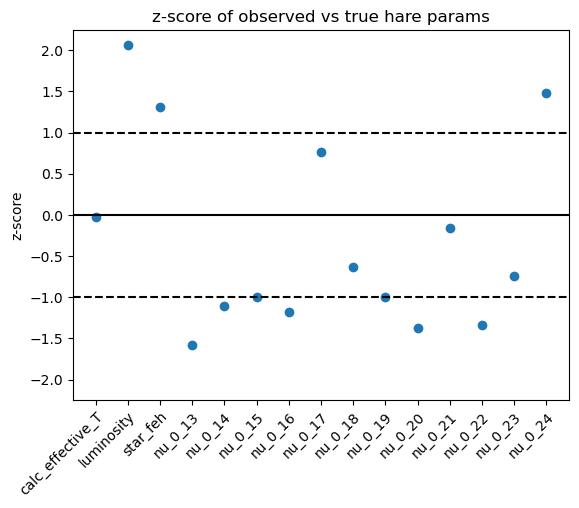 z-score of observed vs true hare params
z-score
2.0
1.5
1.0
0.5
0.0
−0.5
−1.0
−1.5
−2.0
calc_effective_T
luminosity
star_feh
nu_0_13
nu_0_14
nu_0_15
nu_0_16
nu_0_17
nu_0_18
nu_0_19
nu_0_20
nu_0_21
nu_0_22
nu_0_23
nu_0_24